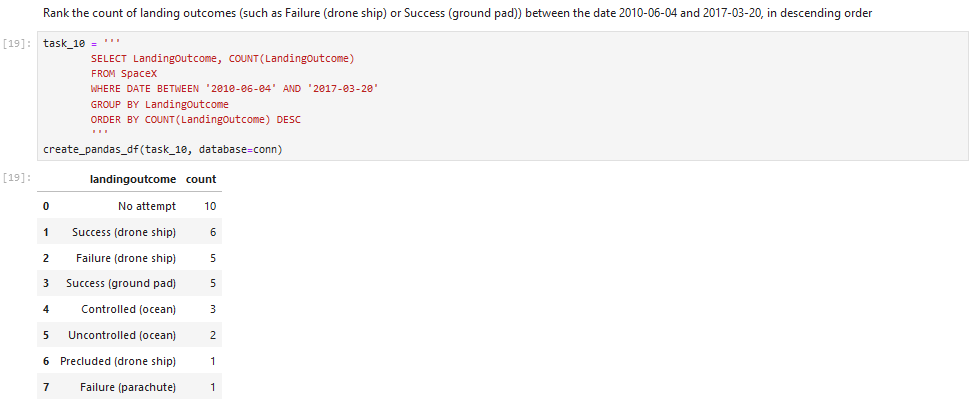 Rank the count of landing outcomes (such as Failure (drone ship) or Success (ground pad)) between the date 2010-06-04 and 2017-03-20, in descending order
[19]: task_10 = '''
SELECT LandingOutcome, COUNT(LandingOutcome)
FROM SpaceX
WHERE DATE BETWEEN '2010-06-04' AND '2017-03-20'
GROUP BY LandingOutcome
ORDER BY COUNT(LandingOutcome) DESC
'''
create_pandas_df(task_10, database=conn)
[19]: landingoutcome count
0 No attempt 10
1 Success (drone ship) 6
2 Failure (drone ship) 5
3 Success (ground pad) 5
4 Controlled (ocean) 3
5 Uncontrolled (ocean) 2
6 Precluded (drone ship) 1
7 Failure (parachute) 1